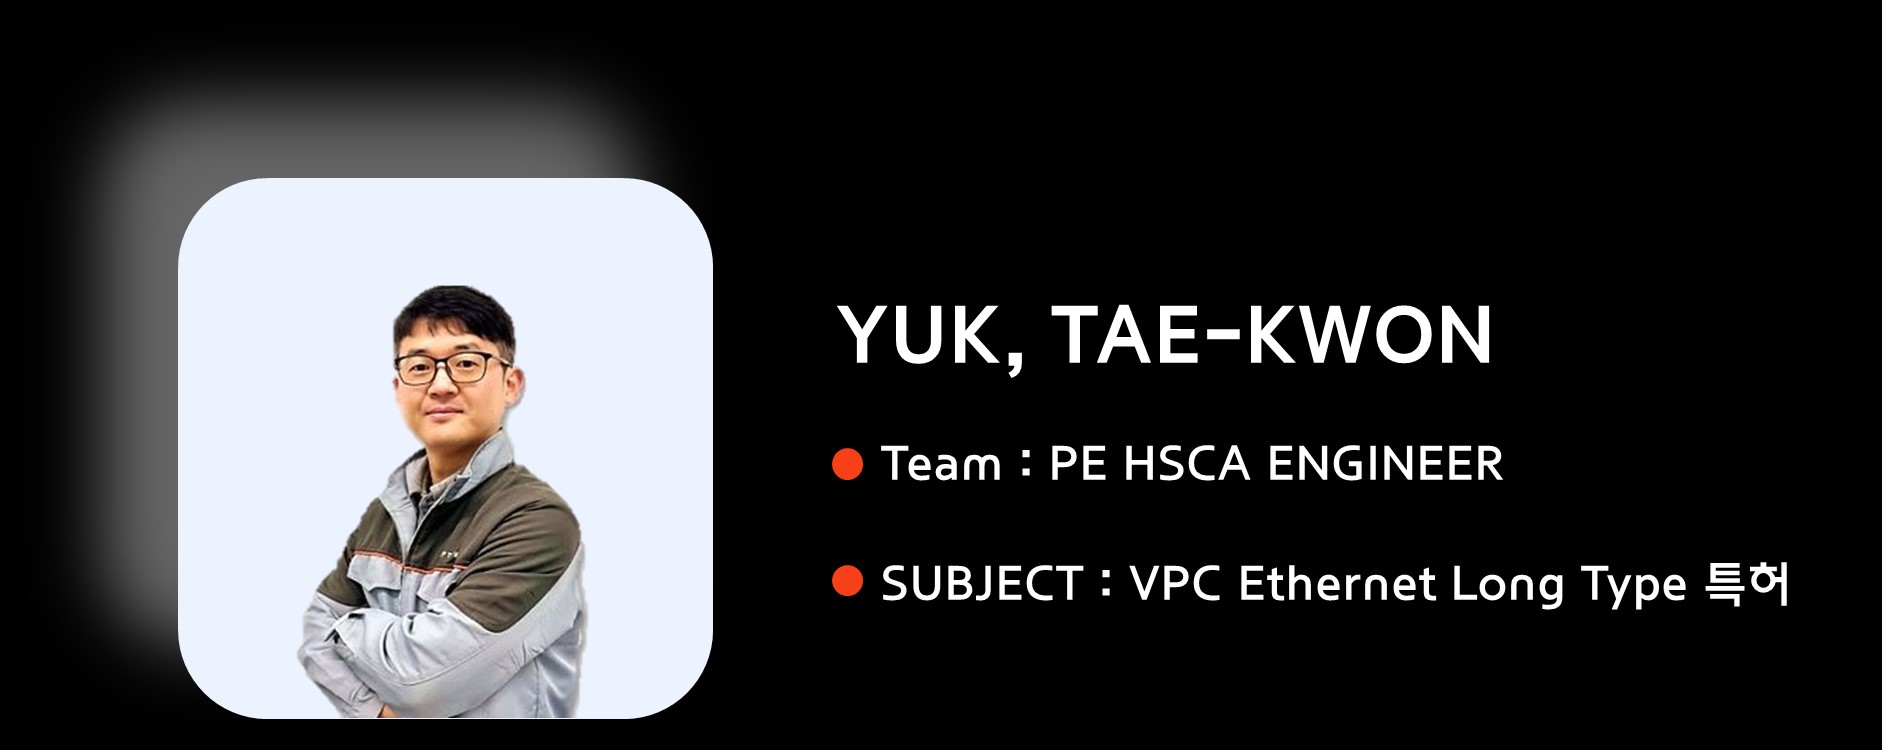 YUK, TAE-KWON
Team : PE HSCA ENGINEER
SUBJECT : VPC Ethernet Long Type 특허